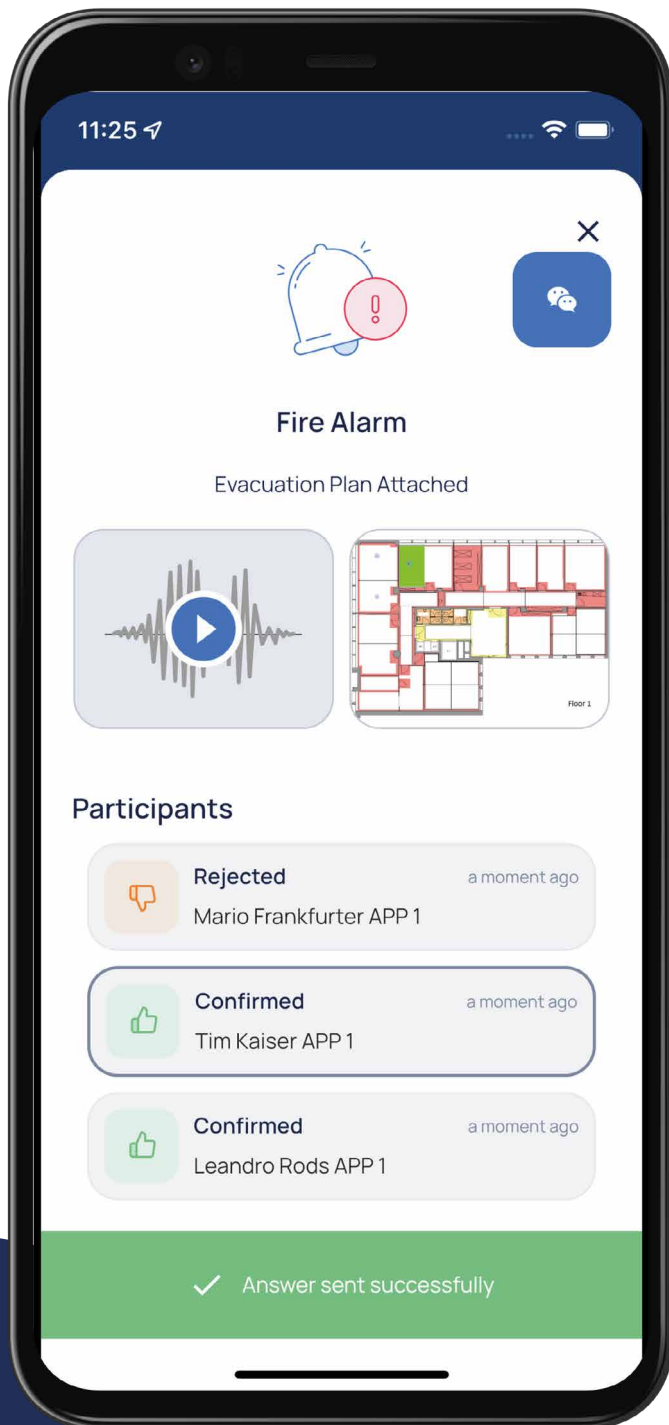 11:25
Fire Alarm
Evacuation Plan Attached
Floor 1
Participants
Rejected
a moment ago
Mario Frankfurter APP 1
Confirmed
a moment ago
Tim Kaiser APP 1
Confirmed
a moment ago
Leandro Rods APP 1
Answer sent successfully